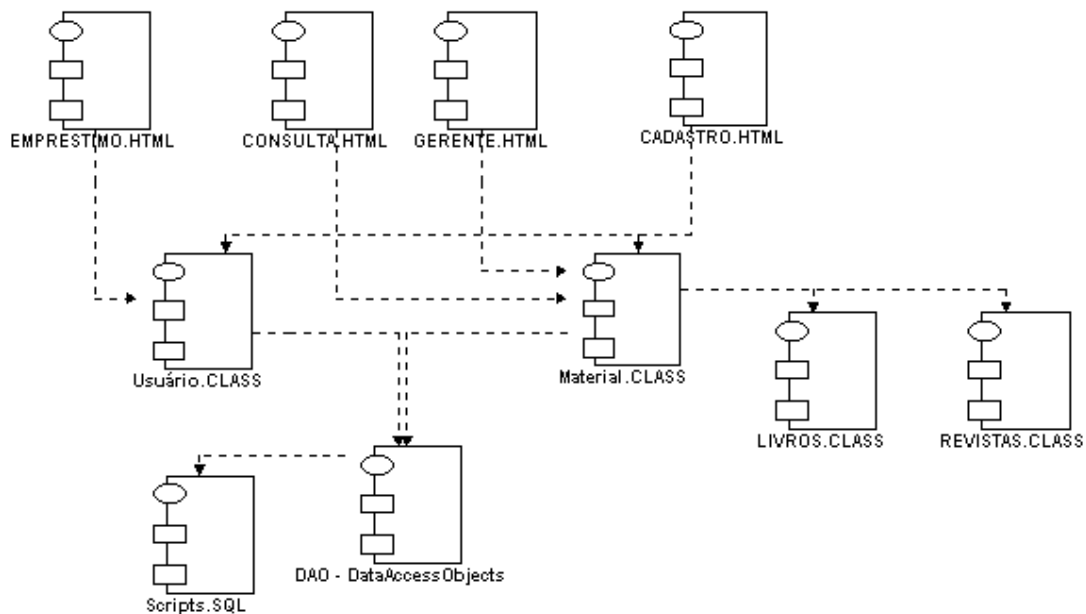 EMPRESTIMO.HTML
CONSULTA.HTML
GERENTE.HTML
CADASTRO.HTML
Usuário.CLASS
Material.CLASS
LIVROS.CLASS
REVISTAS.CLASS
DAO - DataAccessObjects
Scripts.SQL